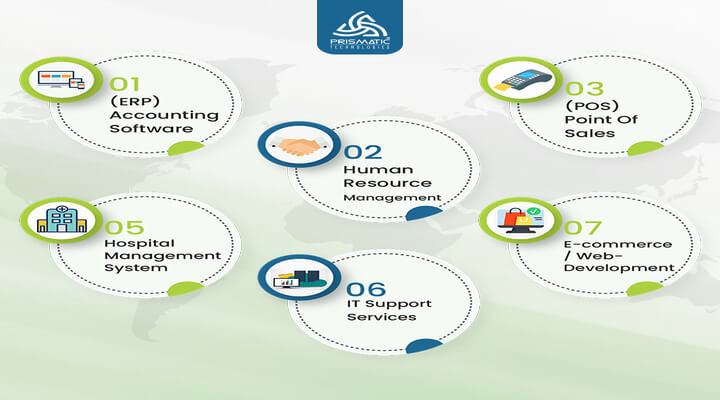 PRISMATIC
TECHNOLOGIES
01
(ERP)
Accounting
Software
02
Human
Resource
Management
03
(POS)
Point Of
Sales
05
Hospital
Management
System
06
IT Support
Services
07
E-commerce
/ Web-
Development